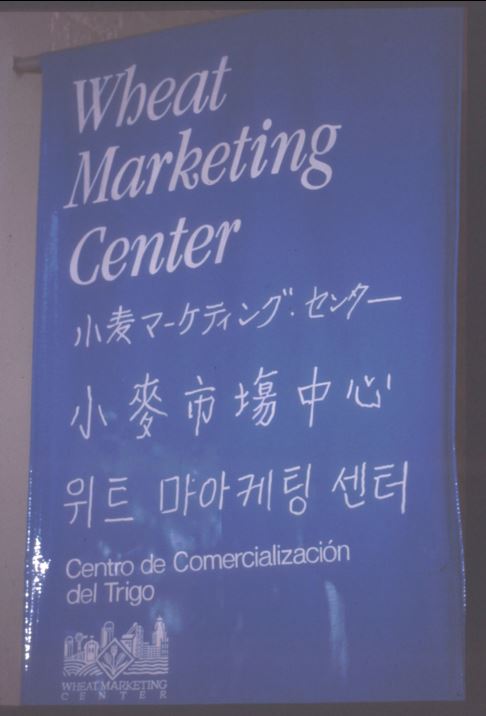 Wheat
Marketing
Center
小麦マーケティング・センター
小麥市場中心
위트 마아케팅 센터
Centro de Comercialización
del Trigo
WHEAT MARKETING
CENTER